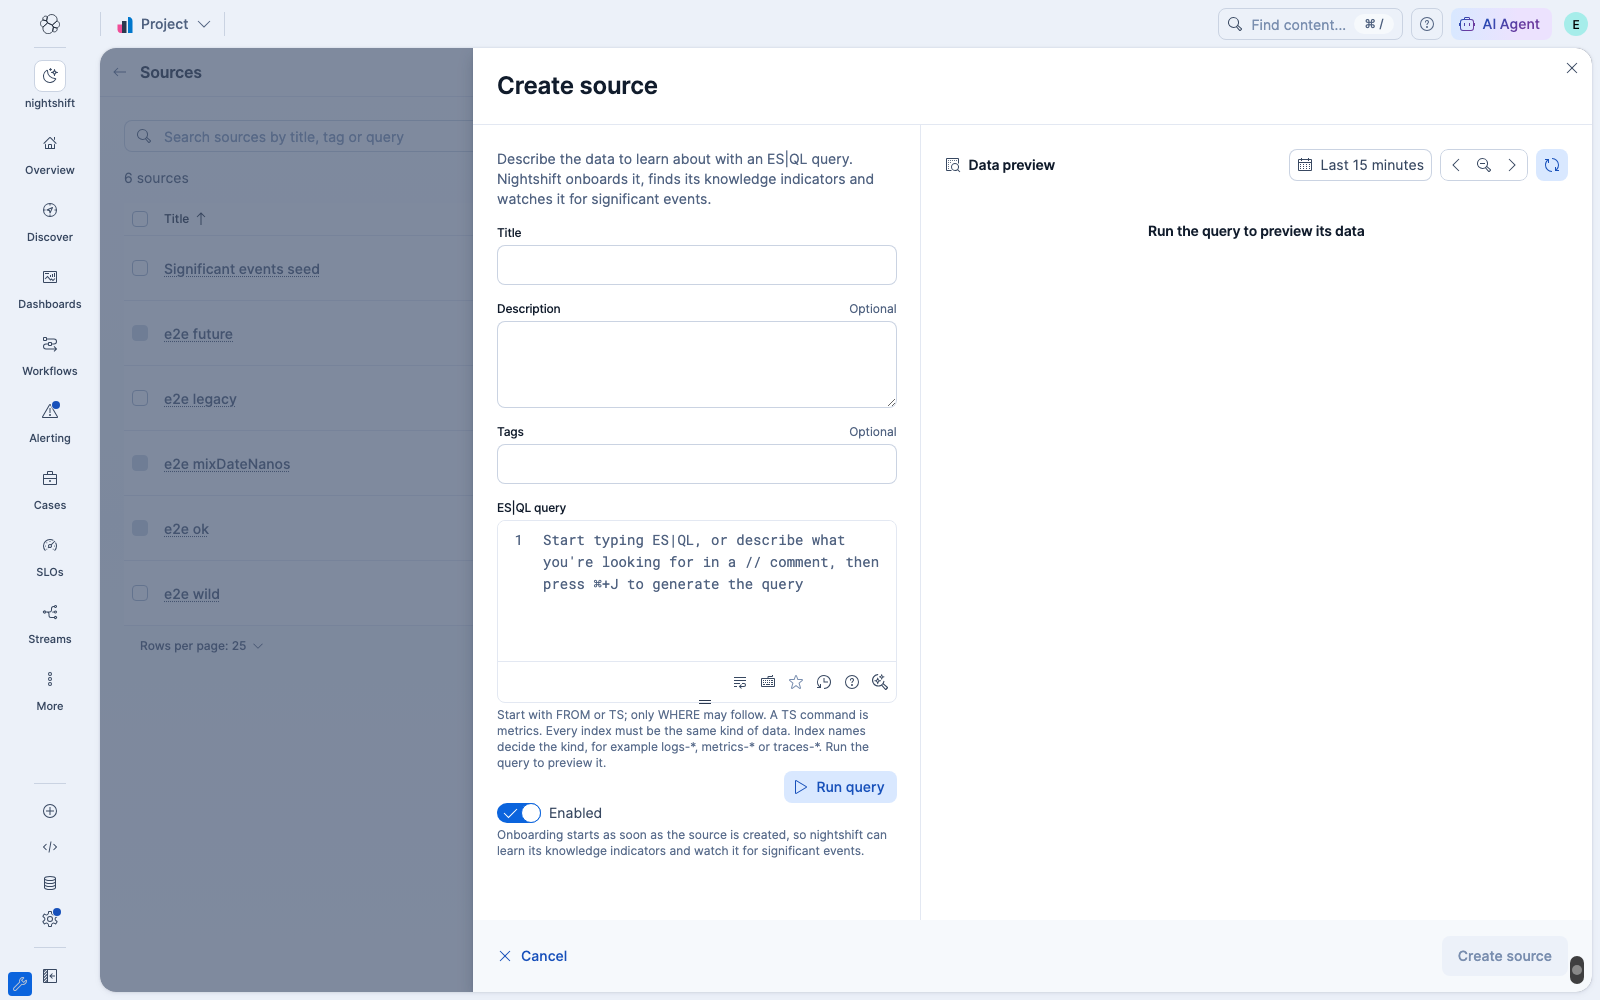 Project
Find content...
⌘ /
AI Agent
E
nightshift
Overview
Discover
Dashboards
Workflows
Alerting
Cases
SLOs
Streams
More
Sources
Search sources by title, tag or query
6 sources
Title
Significant events seed
e2e future
e2e legacy
e2e mixDateNanos
e2e ok
e2e wild
Rows per page: 25
Create source
Describe the data to learn about with an ES|QL query.
Nightshift onboards it, finds its knowledge indicators and
watches it for significant events.
Title
Description
Optional
Tags
Optional
ES|QL query
1
Start typing ES|QL, or describe what
you're looking for in a // comment, then
press ⌘+J to generate the query
Start with FROM or TS; only WHERE may follow. A TS command is
metrics. Every index must be the same kind of data. Index names
decide the kind, for example logs-*, metrics-* or traces-*. Run the
query to preview it.
Run query
Enabled
Onboarding starts as soon as the source is created, so nightshift can
learn its knowledge indicators and watch it for significant events.
Data preview
Last 15 minutes
Run the query to preview its data
Cancel
Create source